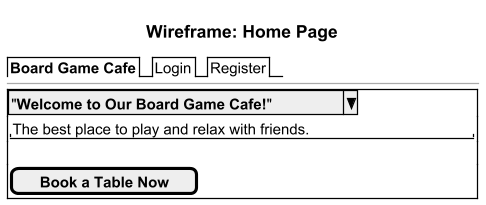 Wireframe: Home Page
Board Game Cafe Login Register
"Welcome to Our Board Game Cafe!"
The best place to play and relax with friends.
Book a Table Now